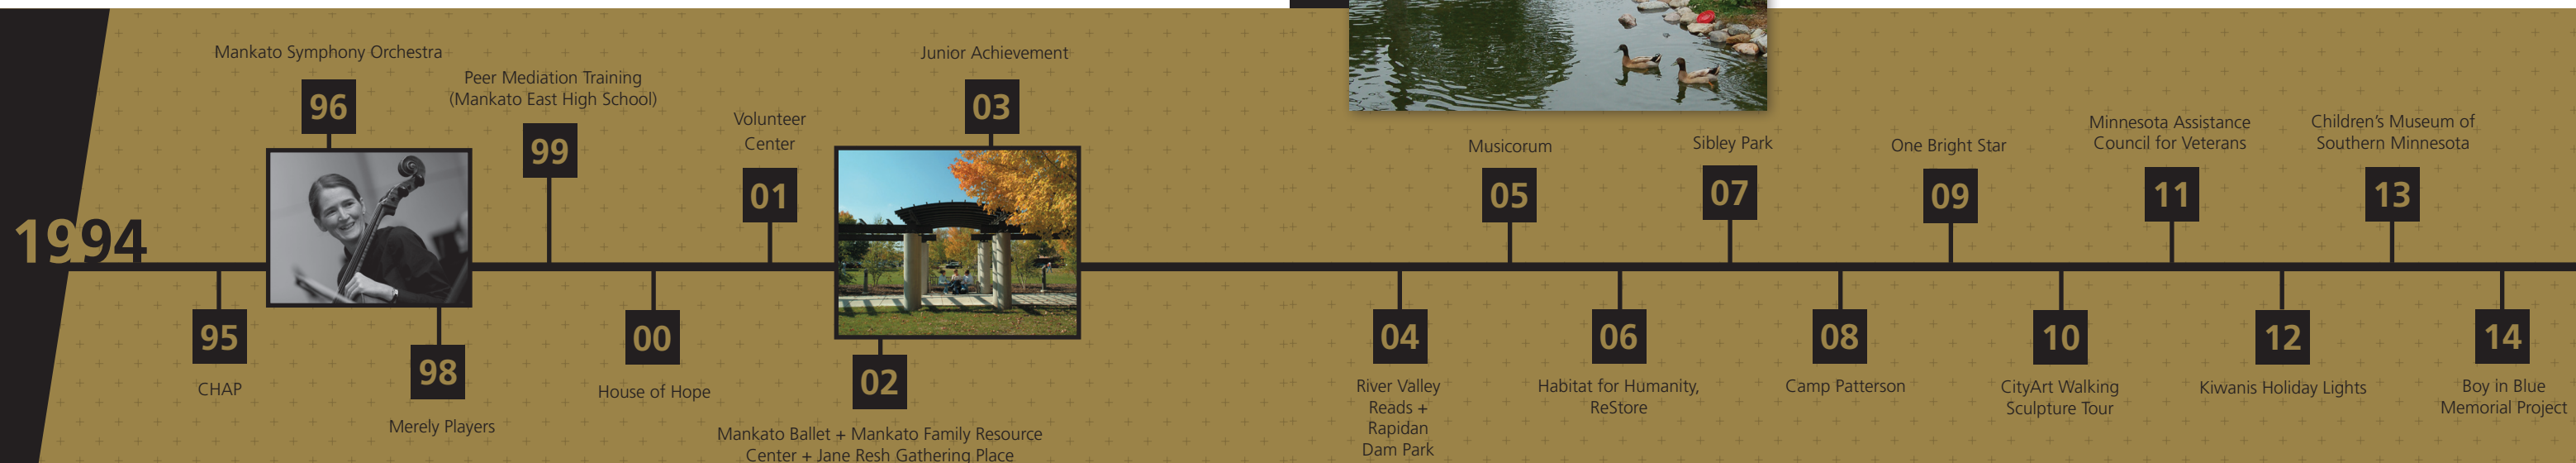 1994
95
CHAP
Mankato Symphony Orchestra
96
98
Merely Players
Peer Mediation Training
(Mankato East High School)
99
00
House of Hope
Volunteer
Center
01
02
Mankato Ballet + Mankato Family Resource
Center + Jane Resh Gathering Place
Junior Achievement
03
04
River Valley
Reads +
Rapidan
Dam Park
Musicorum
05
06
Habitat for Humanity,
ReStore
Sibley Park
07
08
Camp Patterson
One Bright Star
09
10
CityArt Walking
Sculpture Tour
Minnesota Assistance
Council for Veterans
11
12
Kiwanis Holiday Lights
Children’s Museum of
Southern Minnesota
13
14
Boy in Blue
Memorial Project